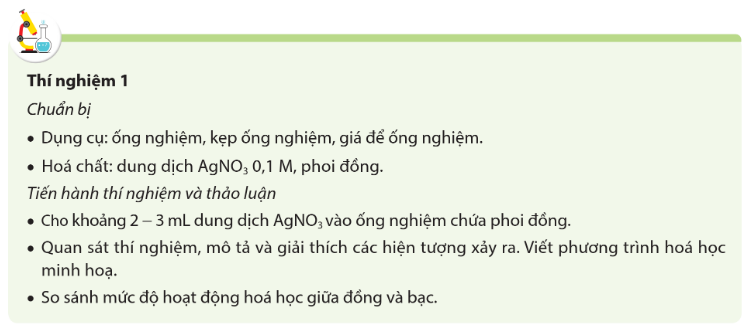 Thí nghiệm 1
Chuẩn bị
• Dụng cụ: ống nghiệm, kẹp ống nghiệm, giá để ống nghiệm.
• Hoá chất: dung dịch AgNO₃ 0,1 M, phoi đồng.
Tiến hành thí nghiệm và thảo luận
• Cho khoảng 2 – 3 mL dung dịch AgNO₃ vào ống nghiệm chứa phoi đồng.
• Quan sát thí nghiệm, mô tả và giải thích các hiện tượng xảy ra. Viết phương trình hoá học
minh hoạ.
• So sánh mức độ hoạt động hoá học giữa đồng và bạc.